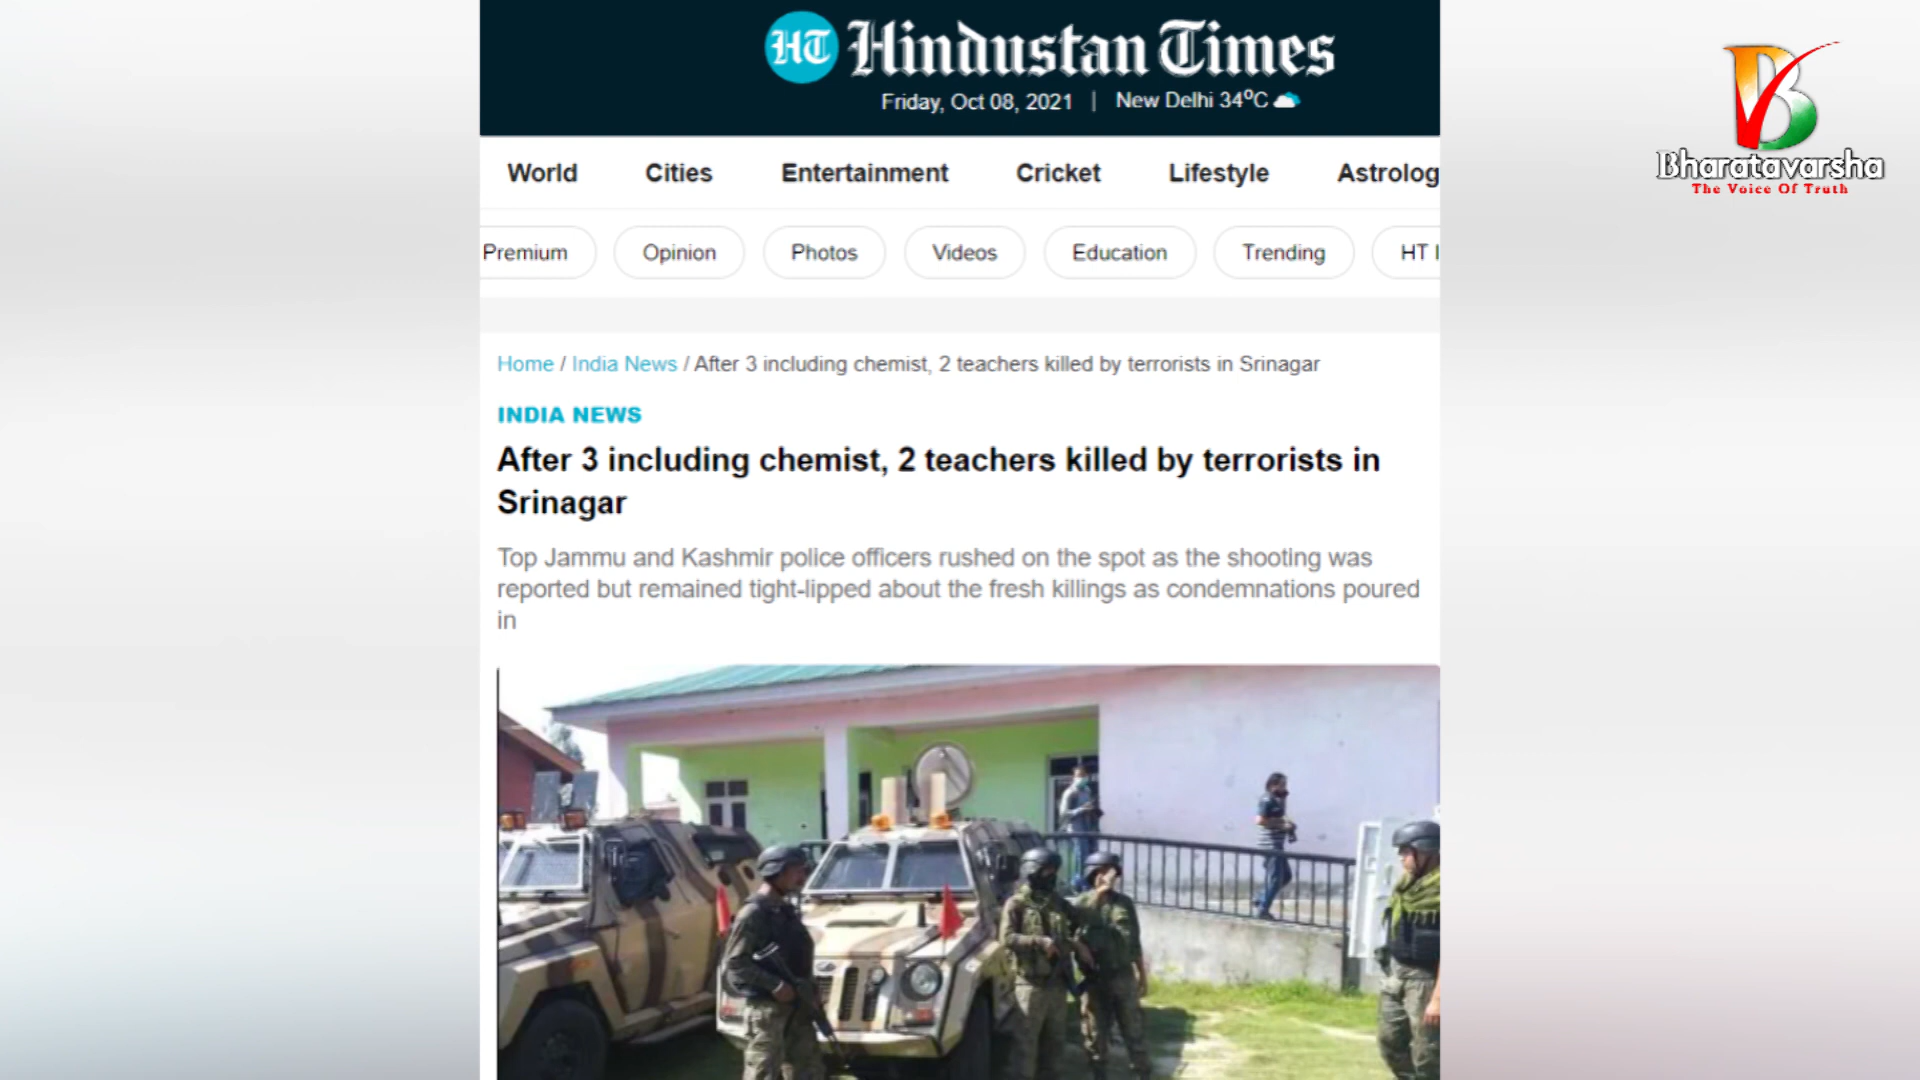 HT Hindustan Times
Friday, Oct 08, 2021 | New Delhi 34°C
Bharatavarsha
The Voice Of Truth
World Cities Entertainment Cricket Lifestyle Astrolog
Premium Opinion Photos Videos Education Trending HT I
Home / India News / After 3 including chemist, 2 teachers killed by terrorists in Srinagar
INDIA NEWS
After 3 including chemist, 2 teachers killed by terrorists in
Srinagar
Top Jammu and Kashmir police officers rushed on the spot as the shooting was
reported but remained tight-lipped about the fresh killings as condemnations poured
in